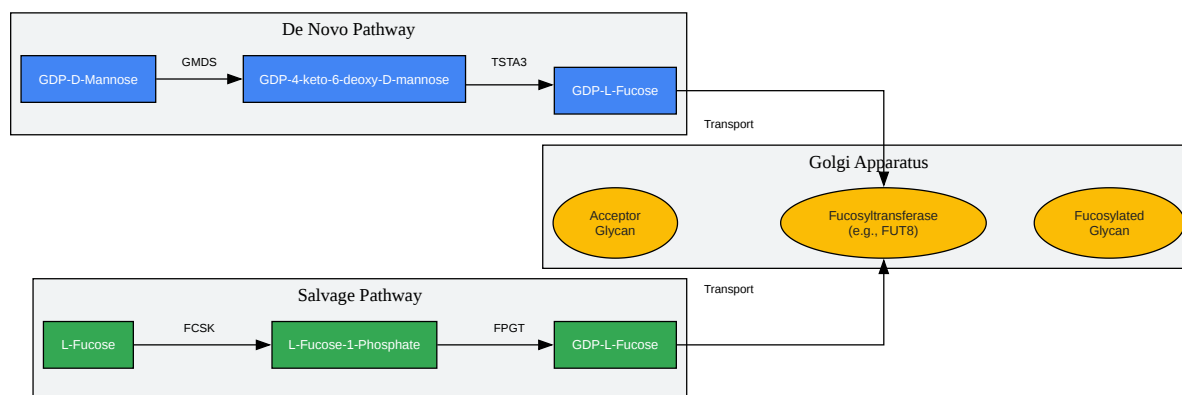 De Novo Pathway
GDP-D-Mannose
GMDS
GDP-4-keto-6-deoxy-D-mannose
TSTA3
GDP-L-Fucose
Transport
Golgi Apparatus
Acceptor
Glycan
Fucosyltransferase
(e.g., FUT8)
Fucosylated
Glycan
Salvage Pathway
Transport
L-Fucose
FCSK
L-Fucose-1-Phosphate
FPGT
GDP-L-Fucose